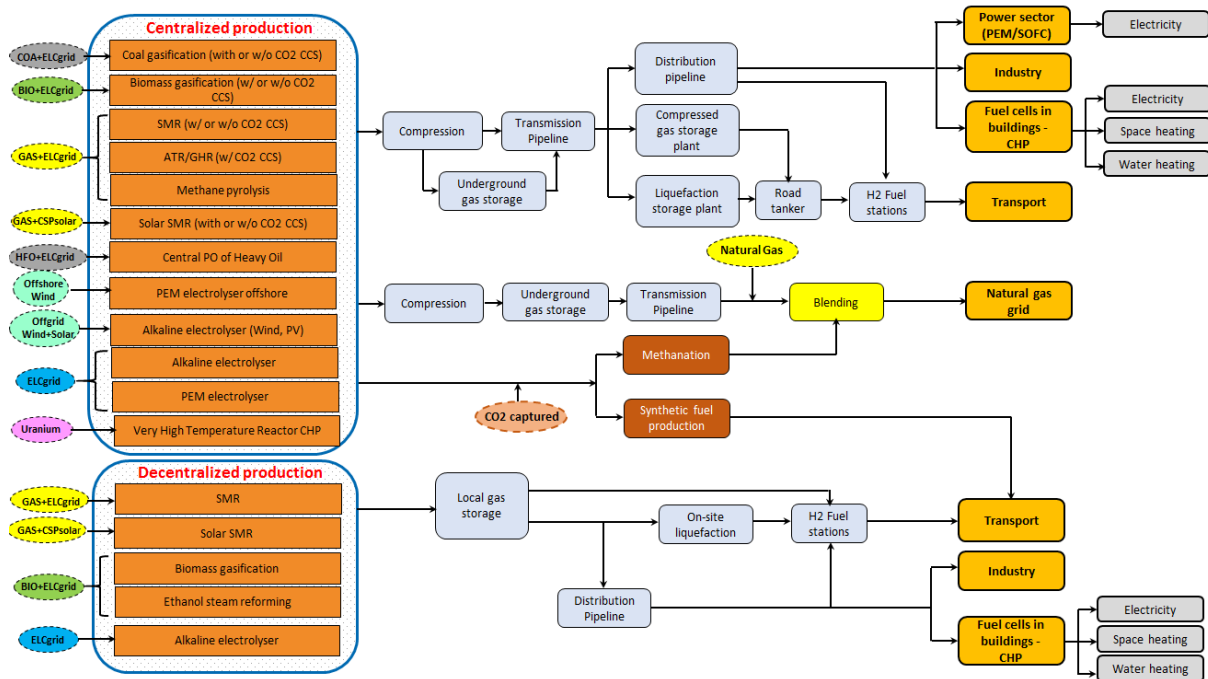 Centralized production
COA+ELCgrid
Coal gasification (with or w/o CO2 CCS)
BIO+ELCgrid
Biomass gasification (w/ or w/o CO2
CCS)
GAS+ELCgrid
SMR (w/ or w/o CO2 CCS)
ATR/GHR (w/ CO2 CCS)
Methane pyrolysis
GAS+CSPsolar
Solar SMR (with or w/o CO2 CCS)
HFO+ELCgrid
Central PO of Heavy Oil
Offshore
Wind
PEM electrolyser offshore
Offgrid
Wind+Solar
Alkaline electrolyser (Wind, PV)
ELCgrid
Alkaline electrolyser
PEM electrolyser
Uranium
Very High Temperature Reactor CHP
Compression
Transmission
Pipeline
Underground
gas storage
Distribution
pipeline
Compressed
gas storage
plant
Liquefaction
storage plant
Road
tanker
H2 Fuel
stations
Power sector
(PEM/SOFC)
Electricity
Industry
Fuel cells in
buildings -
CHP
Electricity
Space heating
Water heating
Transport
Natural Gas
Compression
Underground
gas storage
Transmission
Pipeline
Blending
Natural gas
grid
Methanation
CO2 captured
Synthetic fuel
production
Decentralized production
GAS+ELCgrid
SMR
GAS+CSPsolar
Solar SMR
BIO+ELCgrid
Biomass gasification
Ethanol steam reforming
ELCgrid
Alkaline electrolyser
Local gas
storage
On-site
liquefaction
H2 Fuel
stations
Transport
Distribution
Pipeline
Industry
Fuel cells in
buildings -
CHP
Electricity
Space heating
Water heating